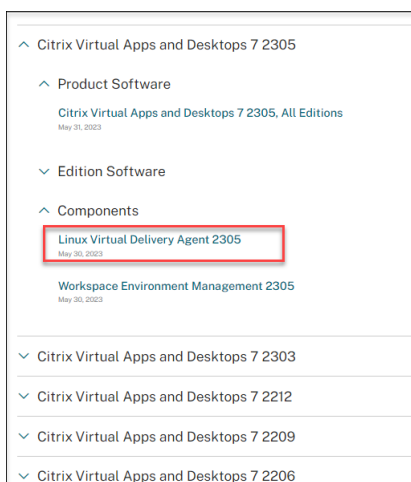 Citrix Virtual Apps and Desktops 7 2305
Product Software
Citrix Virtual Apps and Desktops 7 2305, All Editions
May 31, 2023
Edition Software
Components
Linux Virtual Delivery Agent 2305
May 30, 2023
Workspace Environment Management 2305
May 30, 2023
Citrix Virtual Apps and Desktops 7 2303
Citrix Virtual Apps and Desktops 7 2212
Citrix Virtual Apps and Desktops 7 2209
Citrix Virtual Apps and Desktops 7 2206